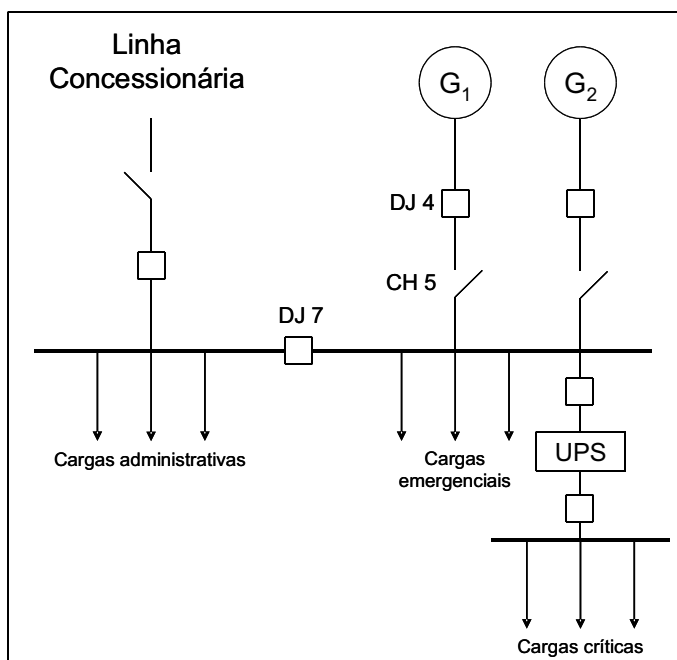 Linha
Concessionária
G1
G2
DJ 4
CH 5
DJ 7
Cargas administrativas
Cargas
emergenciais
UPS
Cargas críticas